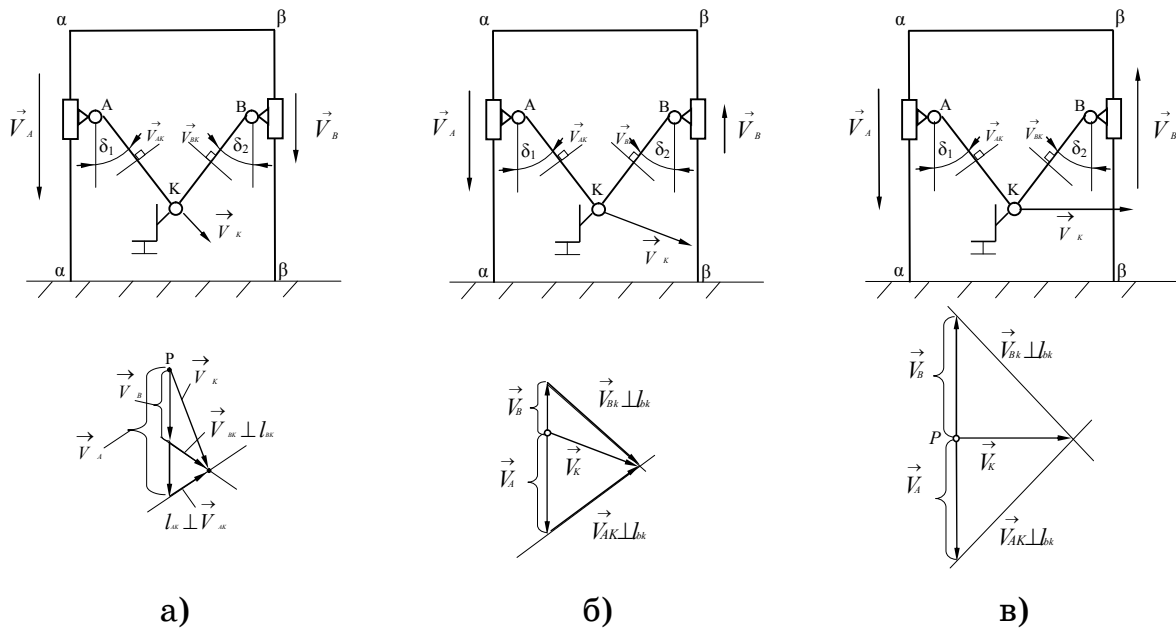 α β
V_A A B V_B
V_AK V_BK
δ1 δ2
K
V_K
α β
P
V_K
V_B
V_BK ⊥ l_BK
V_A
l_AK ⊥ V_AK
а)
α β
V_A A B V_B
V_AK
δ1 δ2
K
V_K
α β
V_B V_Bk ⊥ l_bk
V_A V_K
V_AK ⊥ l_bk
б)
α β
V_A A B V_B
V_AK V_BK
δ1 δ2
K
V_K
α β
V_B V_Bk ⊥ l_bk
P V_K
V_A
V_AK ⊥ l_bk
в)